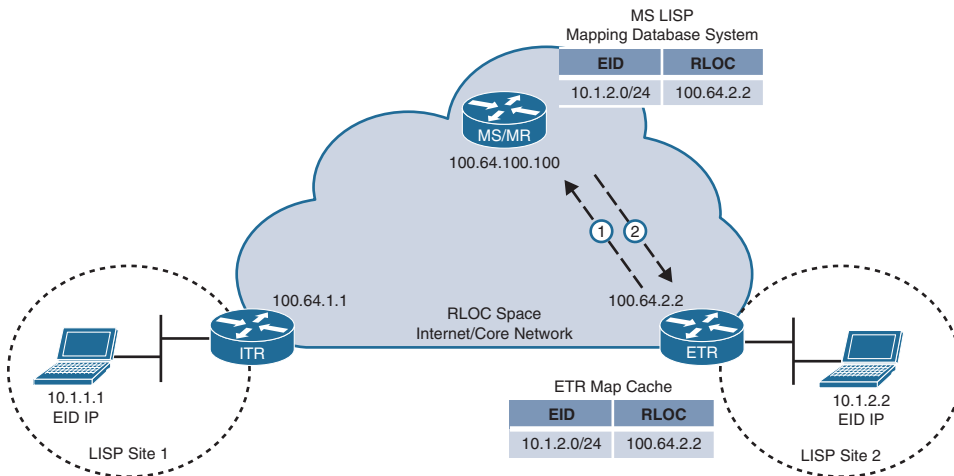 MS LISP
Mapping Database System
EID RLOC
10.1.2.0/24 100.64.2.2
MS/MR
100.64.100.100
1 2
100.64.1.1
100.64.2.2
RLOC Space
Internet/Core Network
ITR
ETR
10.1.1.1
EID IP
LISP Site 1
10.1.2.2
EID IP
LISP Site 2
ETR Map Cache
EID RLOC
10.1.2.0/24 100.64.2.2